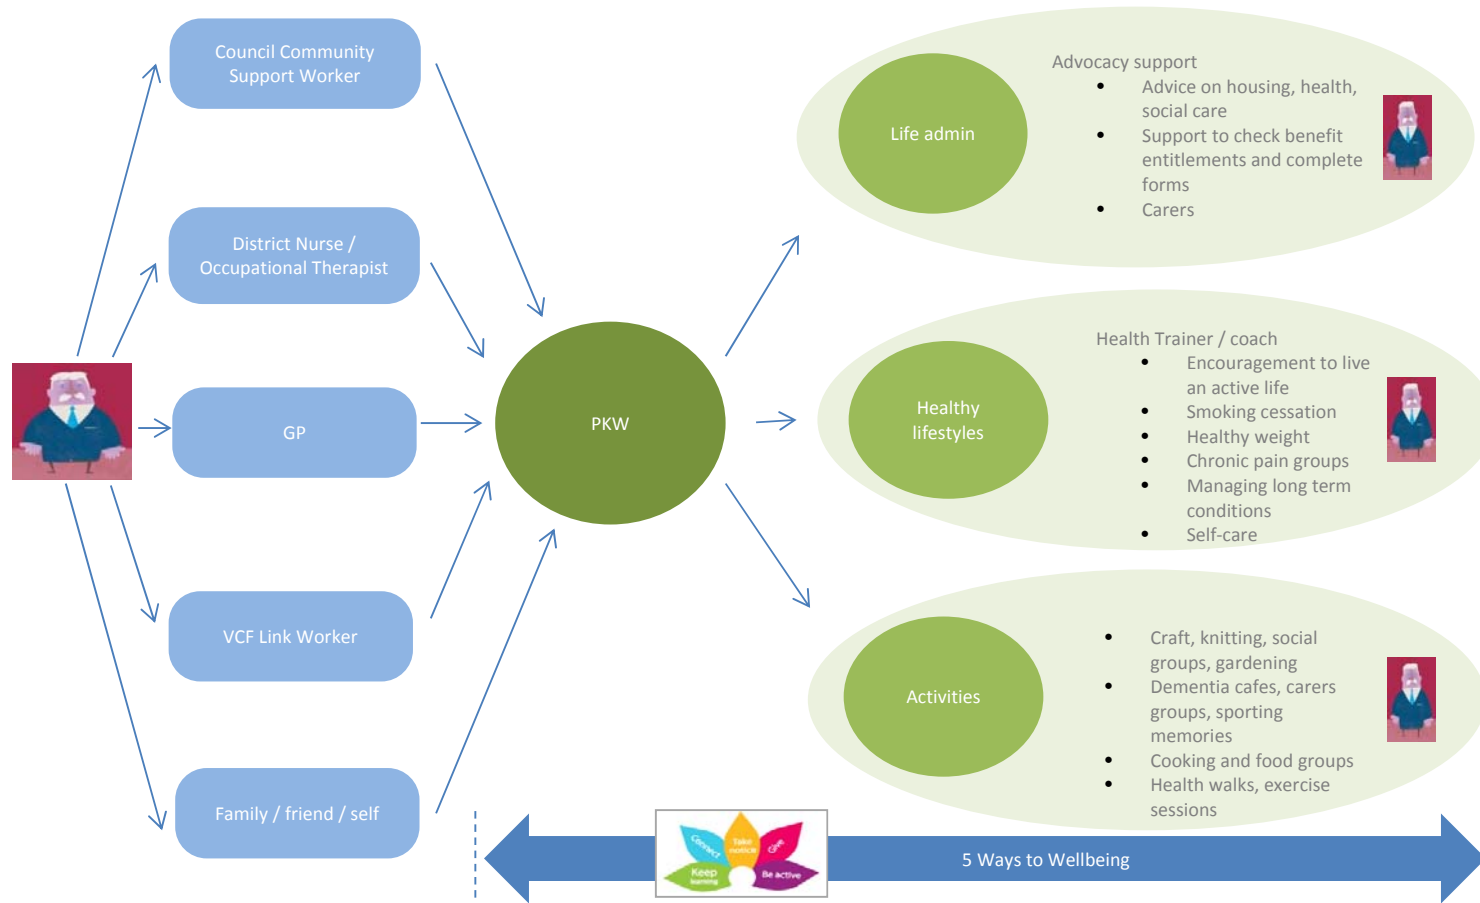 Council Community
Support Worker
District Nurse /
Occupational Therapist
GP
VCF Link Worker
Family / friend / self
PKW
Life admin
Advocacy support
• Advice on housing, health,
social care
• Support to check benefit
entitlements and complete
forms
• Carers
Healthy
lifestyles
Health Trainer / coach
• Encouragement to live
an active life
• Smoking cessation
• Healthy weight
• Chronic pain groups
• Managing long term
conditions
• Self-care
Activities
• Craft, knitting, social
groups, gardening
• Dementia cafes, carers
groups, sporting
memories
• Cooking and food groups
• Health walks, exercise
sessions
Connect
Take
notice
Give
Keep
learning
Be active
5 Ways to Wellbeing